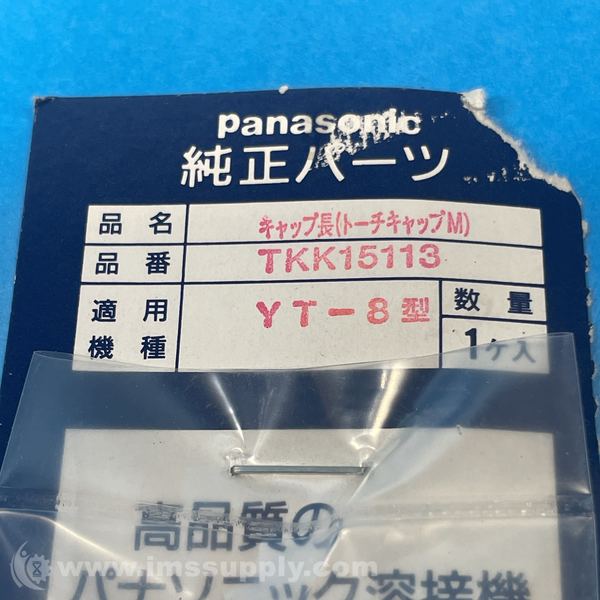 panasonic
純正パーツ
品名 キャップ長(トーチキャップM)
品番 TKK15113
適用機種 YT-8型
数量 1ケ入
高品質の
パナソニック溶接機
www.imssupply.com